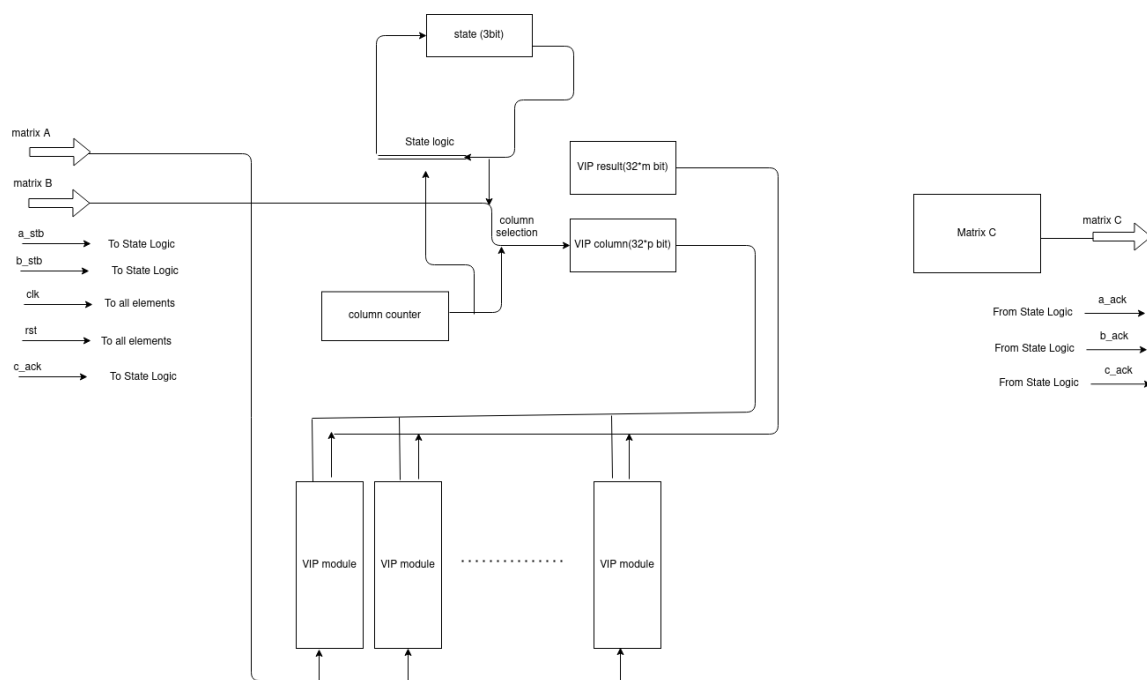 state (3bit)
matrix A
State logic
VIP result(32*m bit)
matrix B
column
selection
VIP column(32*p bit)
Matrix C
matrix C
a_stb
To State Logic
b_stb
To State Logic
clk
To all elements
column counter
rst
To all elements
c_ack
To State Logic
a_ack
From State Logic
b_ack
From State Logic
c_ack
From State Logic
VIP module
VIP module
VIP module